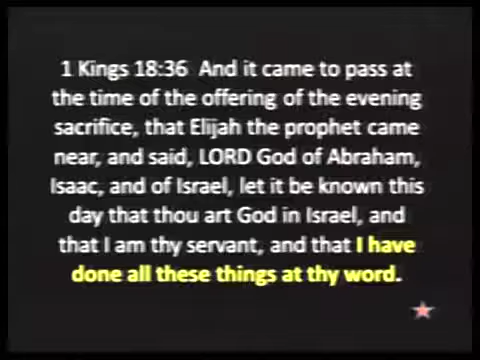 1 Kings 18:36  And it came to pass at
the time of the offering of the evening
sacrifice, that Elijah the prophet came
near, and said, LORD God of Abraham,
Isaac, and of Israel, let it be known this
day that thou art God in Israel, and
that I am thy servant, and that I have
done all these things at thy word.